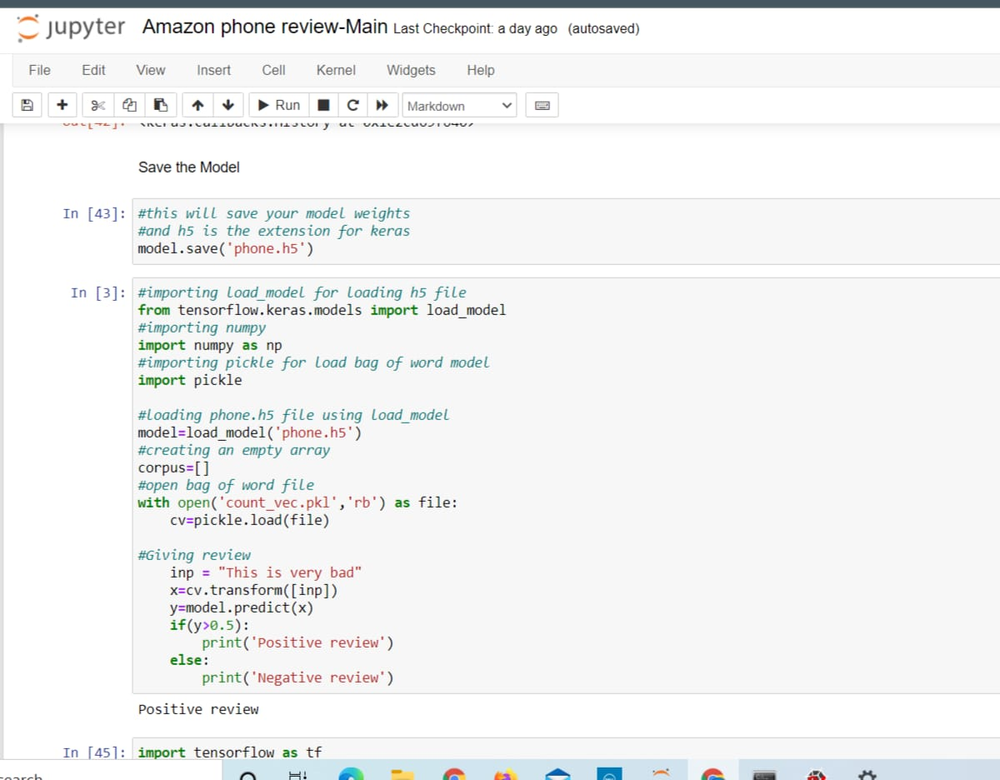 jupyter Amazon phone review-Main Last Checkpoint: a day ago (autosaved)
File Edit View Insert Cell Kernel Widgets Help
Run Markdown
Save the Model
In [43]: #this will save your model weights
#and h5 is the extension for keras
model.save('phone.h5')
In [3]: #importing load_model for loading h5 file
from tensorflow.keras.models import load_model
#importing numpy
import numpy as np
#importing pickle for load bag of word model
import pickle
#loading phone.h5 file using load_model
model=load_model('phone.h5')
#creating an empty array
corpus=[]
#open bag of word file
with open('count_vec.pkl','rb') as file:
    cv=pickle.load(file)
#Giving review
    inp = "This is very bad"
    x=cv.transform([inp])
    y=model.predict(x)
    if(y>0.5):
        print('Positive review')
    else:
        print('Negative review')
Positive review
In [45]: import tensorflow as tf